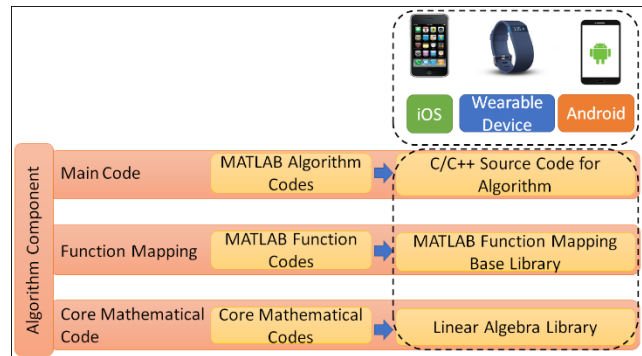 iOS
Wearable
Device
Android
Algorithm Component
Main Code
MATLAB Algorithm
Codes
C/C++ Source Code for
Algorithm
Function Mapping
MATLAB Function
Codes
MATLAB Function Mapping
Base Library
Core Mathematical
Code
Core Mathematical
Codes
Linear Algebra Library